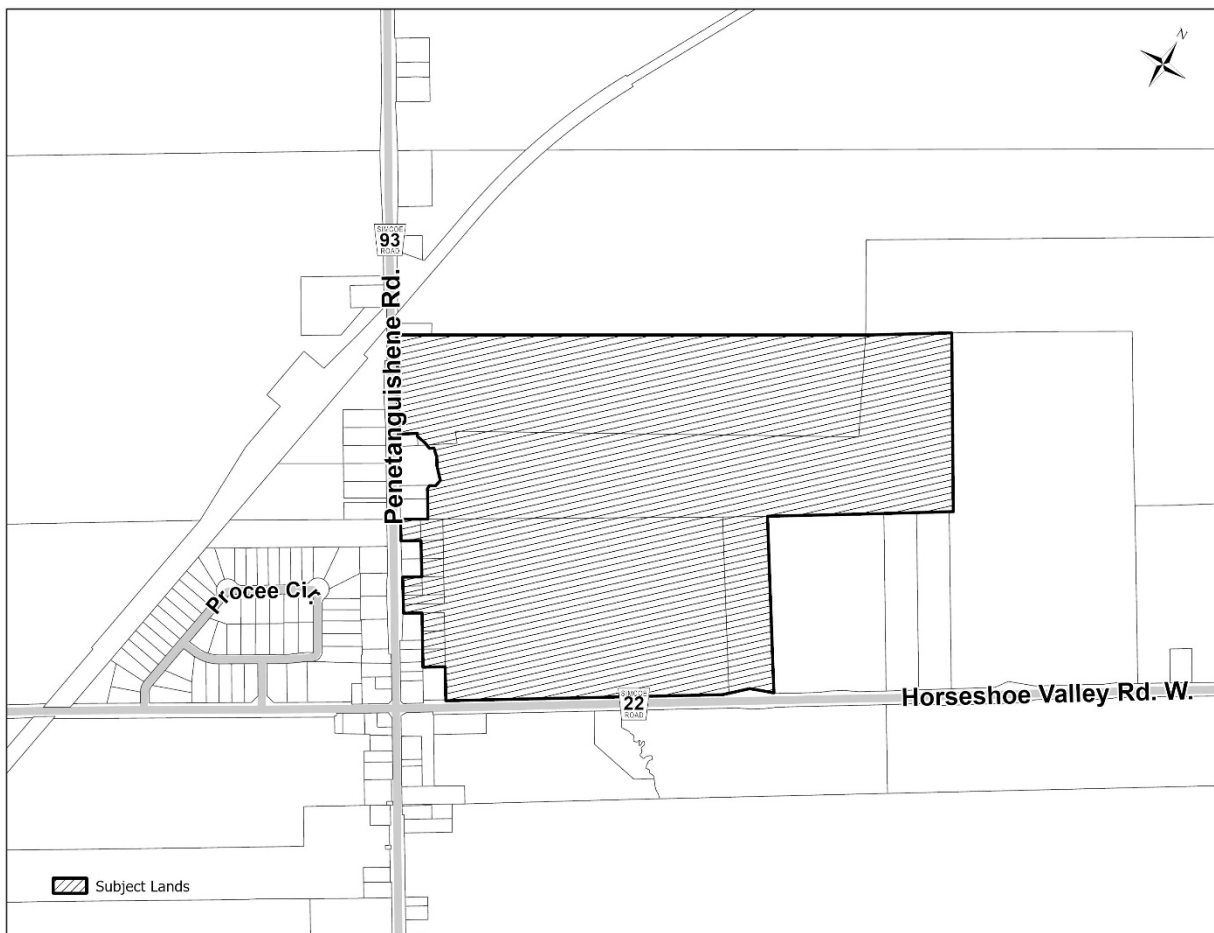 N
SIMCOE
93
ROAD
Penetanguishene Rd.
Procee Cir.
SIMCOE
22
ROAD
Horseshoe Valley Rd. W.
Subject Lands